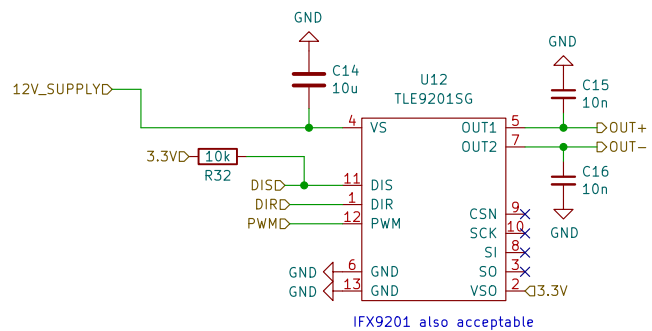 GND
GND
C14
10u
C15
10n
U12
TLE9201SG
12V_SUPPLY
4 VS OUT1 5 OUT+
OUT2 7 OUT-
3.3V 10k
R32
C16
10n
DIS 11 DIS
DIR 1 DIR
PWM 12 PWM
CSN 9
SCK 10
SI 8
SO 3
VSO 2 3.3V
GND
GND 6 GND
GND 13 GND
IFX9201 also acceptable